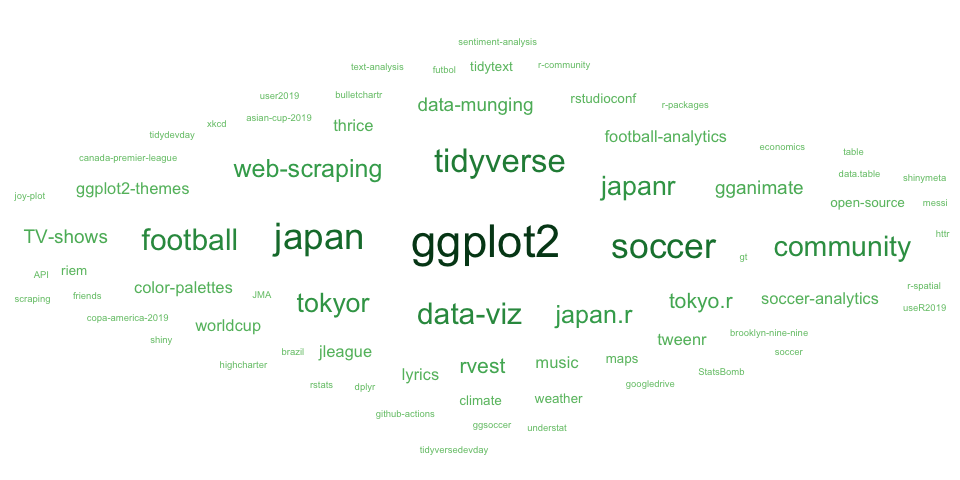 sentiment-analysis
text-analysis futbol tidytext r-community
user2019 bulletchartr data-munging rstudioconf r-packages
tidydevday xkcd asian-cup-2019 thrice football-analytics economics table
canada-premier-league web-scraping tidyverse data.table shinymeta
joy-plot ggplot2-themes japanr gganimate open-source messi
TV-shows football japan ggplot2 soccer gt community httr
API riem
scraping friends color-palettes JMA tokyor tokyo.r soccer-analytics r-spatial
copa-america-2019 worldcup data-viz japan.r useR2019
shiny brazil jleague tweenr brooklyn-nine-nine soccer
highcharter lyrics rvest music maps StatsBomb
rstats dplyr googledrive
github-actions climate weather
ggsoccer understat
tidyversedevday